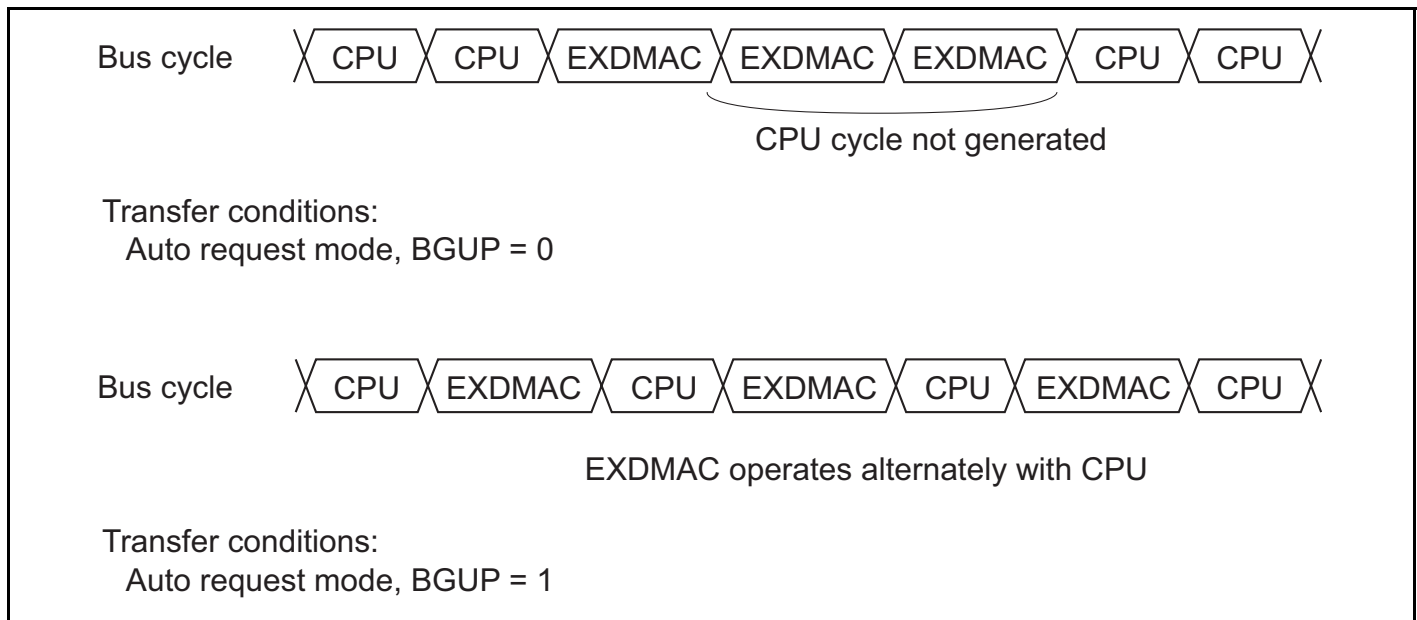 Bus cycle CPU CPU EXDMAC EXDMAC EXDMAC CPU CPU
CPU cycle not generated
Transfer conditions:
Auto request mode, BGUP = 0
Bus cycle CPU EXDMAC CPU EXDMAC CPU EXDMAC CPU
EXDMAC operates alternately with CPU
Transfer conditions:
Auto request mode, BGUP = 1